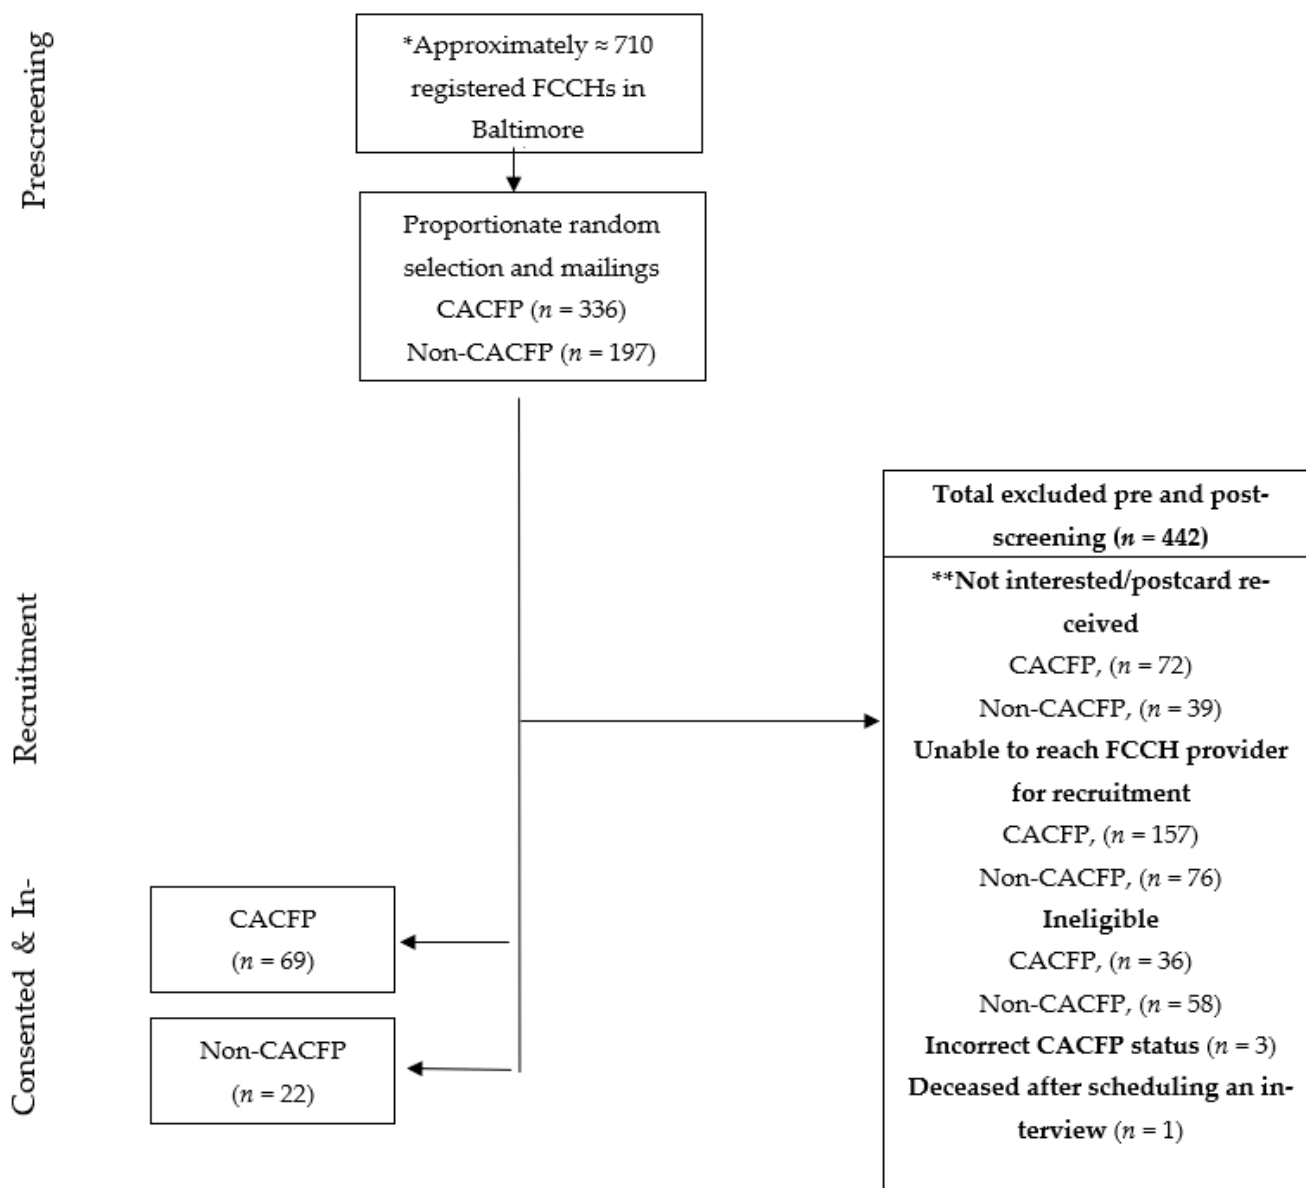 Prescreening
*Approximately ≈ 710
registered FCCHs in
Baltimore
Proportionate random
selection and mailings
CACFP (n = 336)
Non-CACFP (n = 197)
Recruitment
Total excluded pre and post-
screening (n = 442)
**Not interested/postcard re-
ceived
CACFP, (n = 72)
Non-CACFP, (n = 39)
Unable to reach FCCH provider
for recruitment
CACFP, (n = 157)
Non-CACFP, (n = 76)
Ineligible
CACFP, (n = 36)
Non-CACFP, (n = 58)
Incorrect CACFP status (n = 3)
Deceased after scheduling an in-
terview (n = 1)
Consented & In-
CACFP
(n = 69)
Non-CACFP
(n = 22)